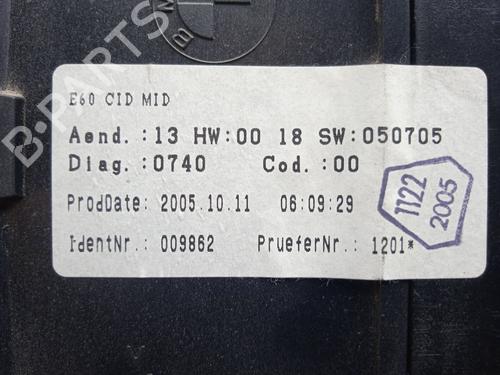 BMW
B-PARTS
E60 CID MID
Aend.:13 HW:00 18 SW:050705
Diag.:0740 Cod.:00
ProdDate: 2005.10.11 06:09:29
IdentNr.: 009862 PrueferNr.: 1201*
1122
2005